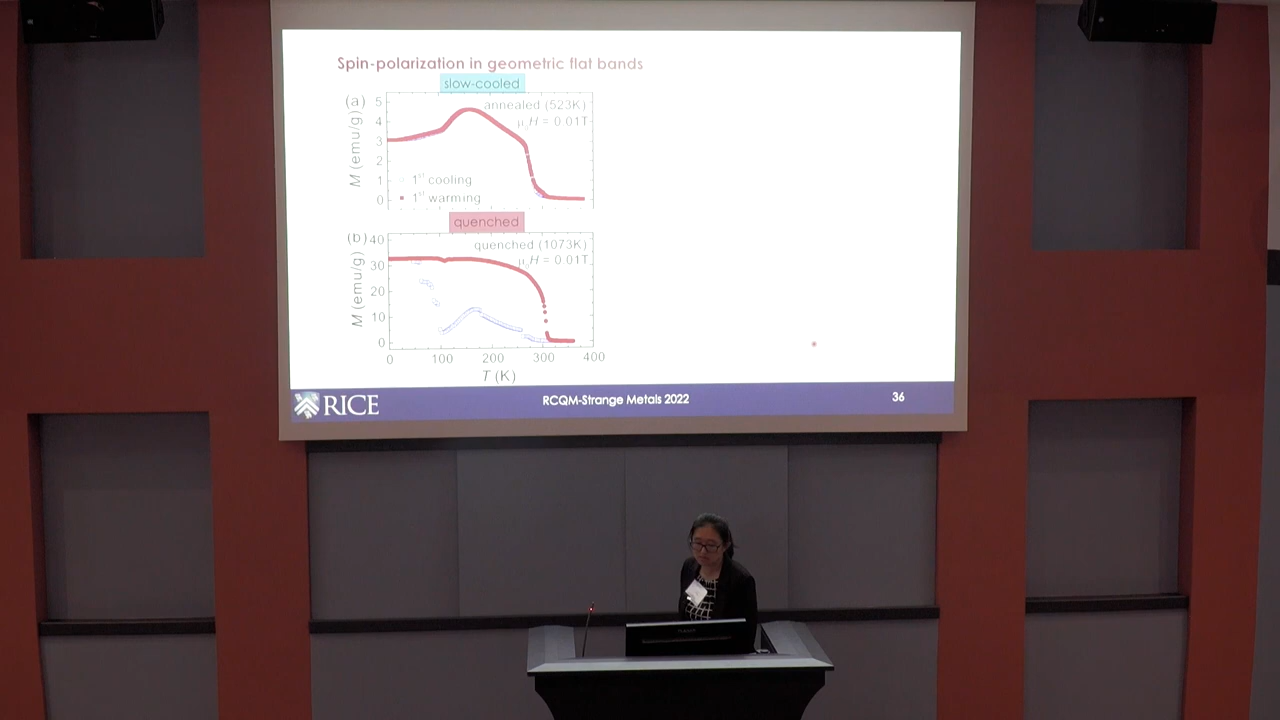 Spin-polarization in geometric flat bands
slow-cooled
(a)
annealed (523K)
μ₀H = 0.01T
5
4
3
2
1
0
M (emu/g)
1st cooling
1st warming
quenched
(b)
quenched (1073K)
μ₀H = 0.01T
40
30
20
10
0
M (emu/g)
0 100 200 300 400
T (K)
RICE
RCQM-Strange Metals 2022
36